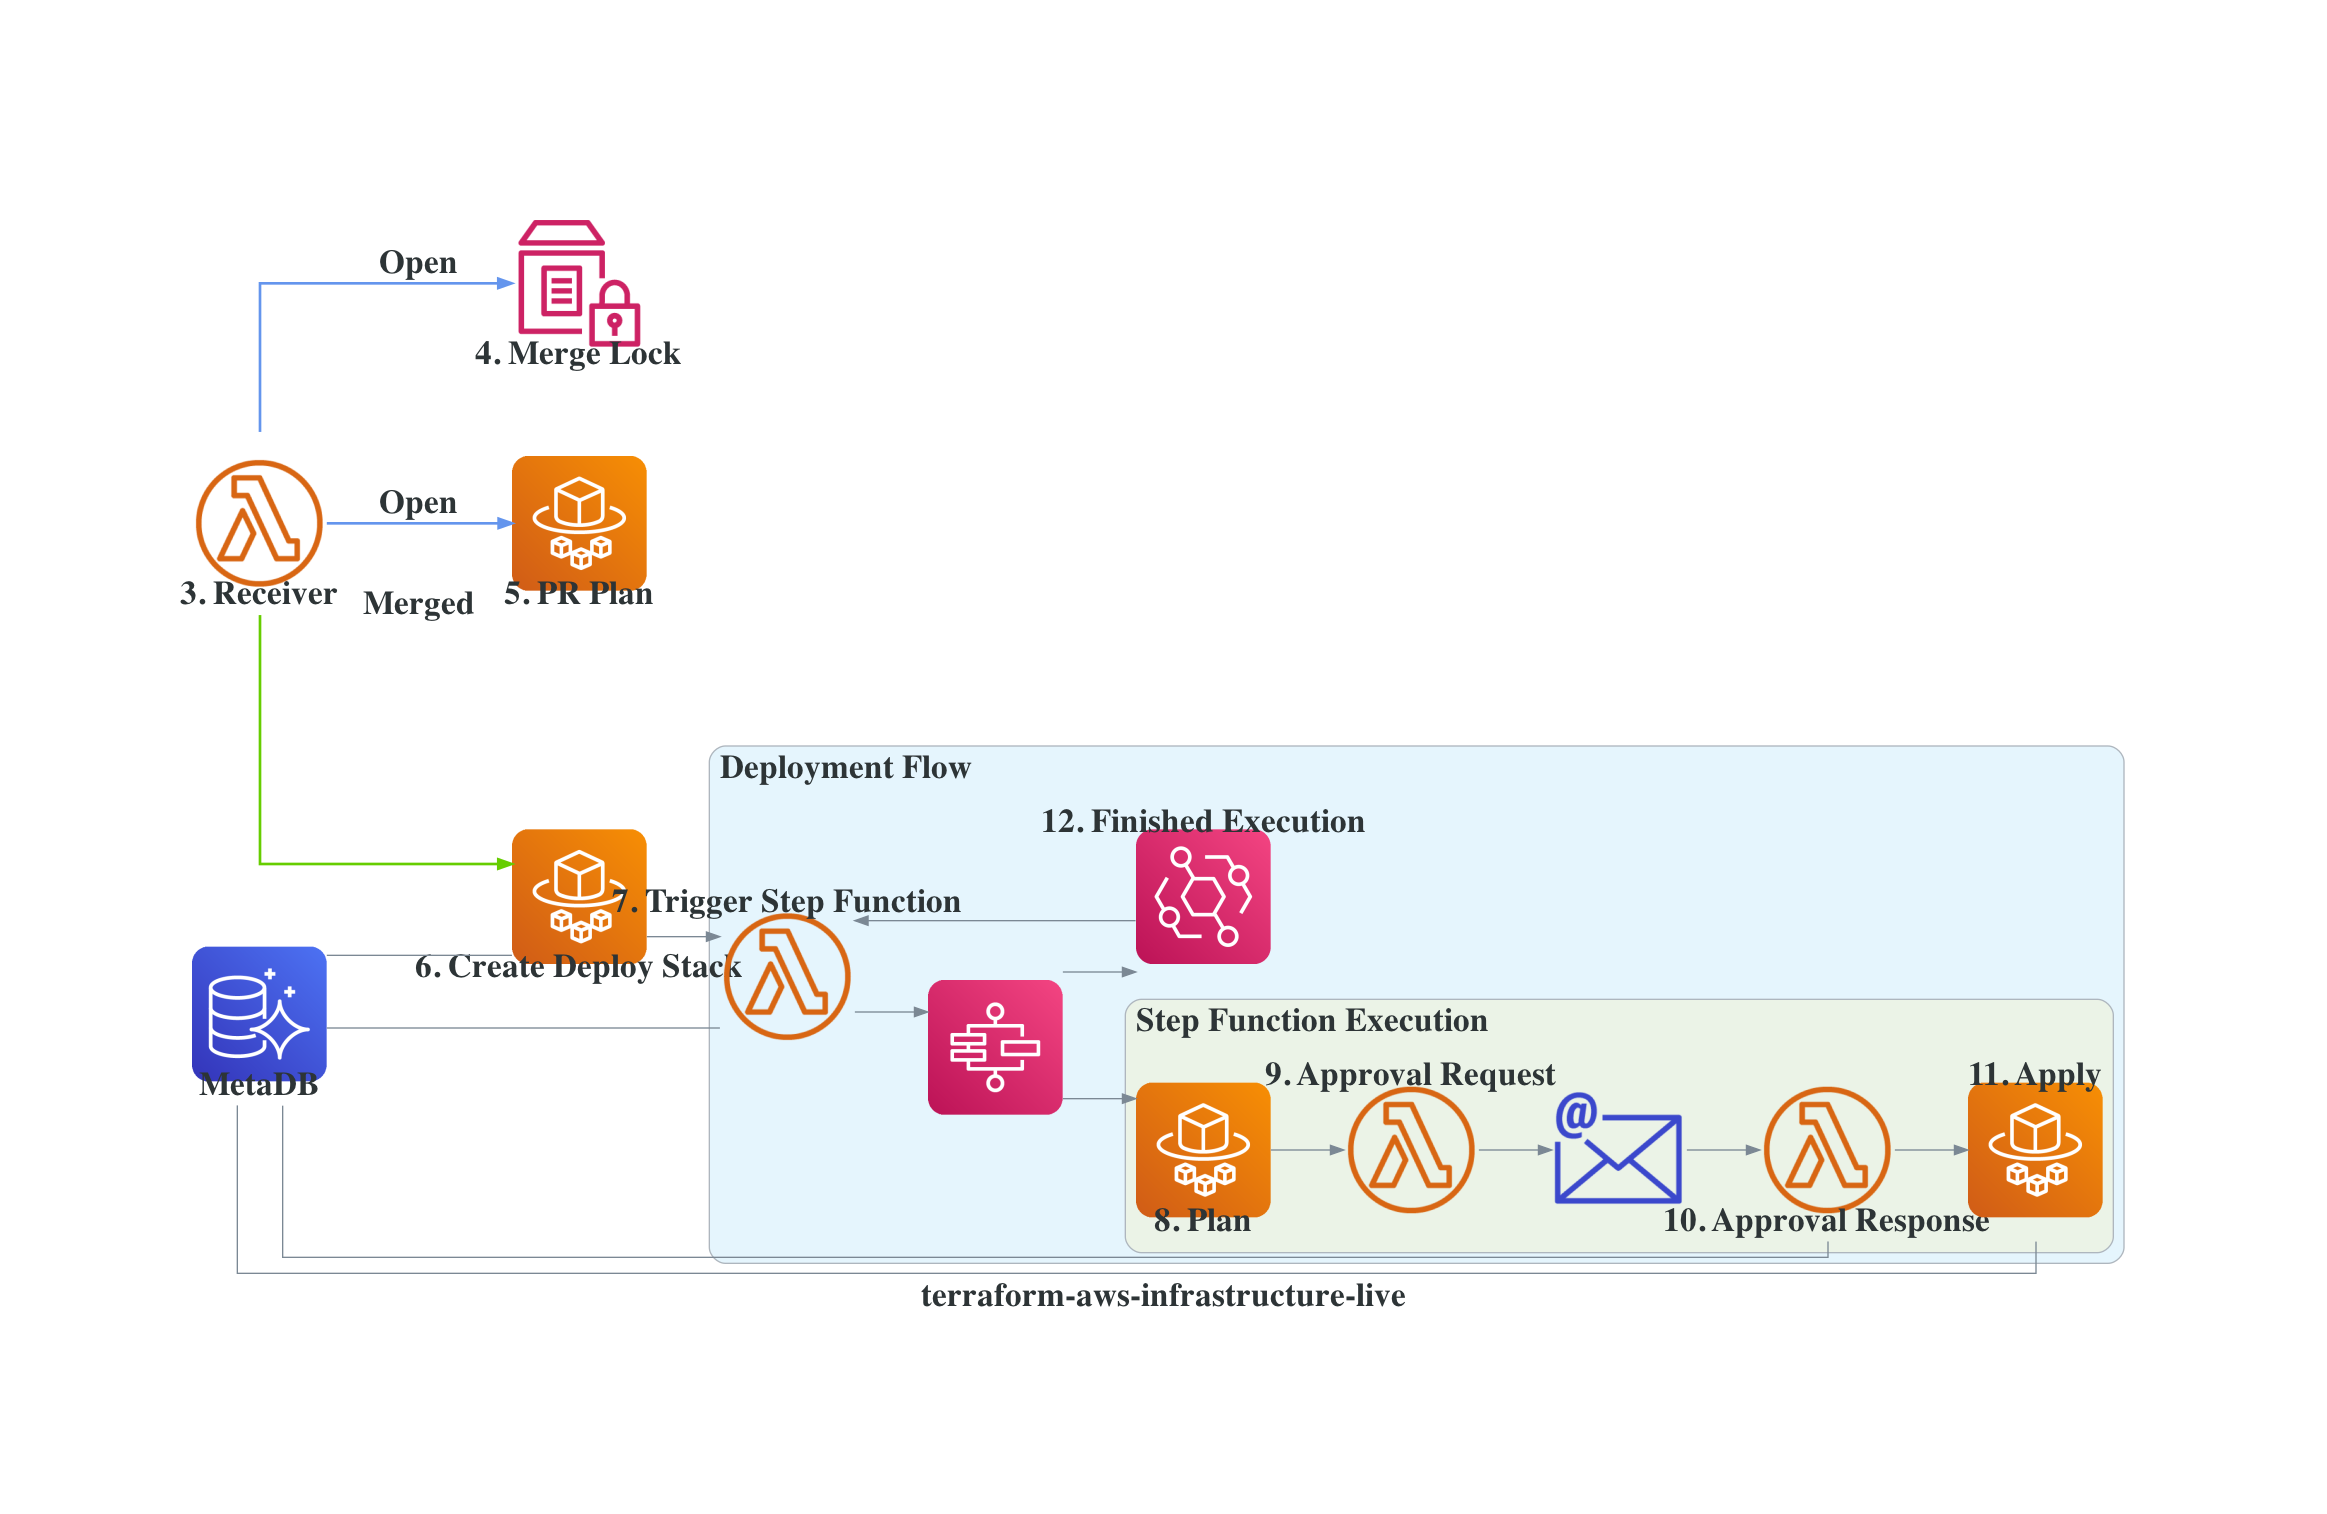 Open
4. Merge Lock
Open
3. Receiver
Merged
5. PR Plan
Deployment Flow
12. Finished Execution
7. Trigger Step Function
6. Create Deploy Stack
Step Function Execution
MetaDB
9. Approval Request
11. Apply
@
8. Plan
10. Approval Response
terraform-aws-infrastructure-live